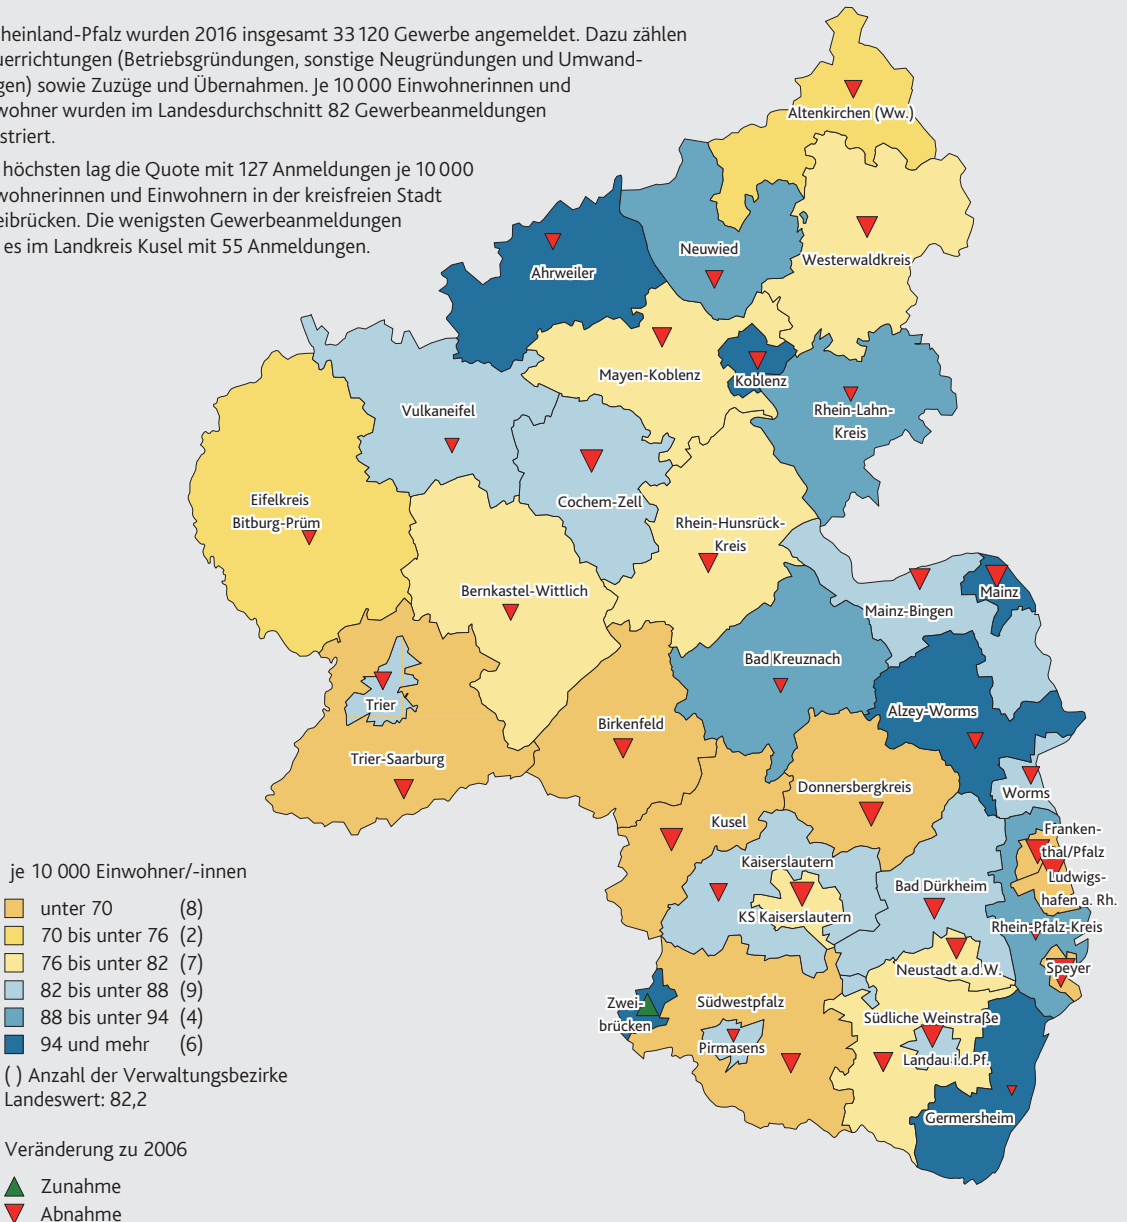 heinland-Pfalz wurden 2016 insgesamt 33 120 Gewerbe angemeldet. Dazu zählen
uerrichtungen (Betriebsgründungen, sonstige Neugründungen und Umwand-
gen) sowie Zuzüge und Übernahmen. Je 10 000 Einwohnerinnen und
wohner wurden im Landesdurchschnitt 82 Gewerbeanmeldungen
striert.
höchsten lag die Quote mit 127 Anmeldungen je 10 000
wohnerinnen und Einwohnern in der kreisfreien Stadt
eibrücken. Die wenigsten Gewerbeanmeldungen
es im Landkreis Kusel mit 55 Anmeldungen.
Altenkirchen (Ww.)
Neuwied
Westerwaldkreis
Ahrweiler
Mayen-Koblenz
Koblenz
Rhein-Lahn-
Kreis
Vulkaneifel
Cochem-Zell
Eifelkreis
Bitburg-Prüm
Rhein-Hunsrück-
Kreis
Bernkastel-Wittlich
Mainz
Mainz-Bingen
Bad Kreuznach
Trier
Alzey-Worms
Birkenfeld
Trier-Saarburg
Donnersbergkreis
Worms
Kusel
Franken-
thal/Pfalz
Kaiserslautern
Ludwigs-
hafen a. Rh.
Bad Dürkheim
KS Kaiserslautern
Rhein-Pfalz-Kreis
Neustadt a.d.W.
Speyer
Zwei-
brücken
Südwestpfalz
Südliche Weinstraße
Pirmasens
Landau i.d.Pf.
Germersheim
je 10 000 Einwohner/-innen
unter 70 (8)
70 bis unter 76 (2)
76 bis unter 82 (7)
82 bis unter 88 (9)
88 bis unter 94 (4)
94 und mehr (6)
( ) Anzahl der Verwaltungsbezirke
Landeswert: 82,2
Veränderung zu 2006
Zunahme
Abnahme